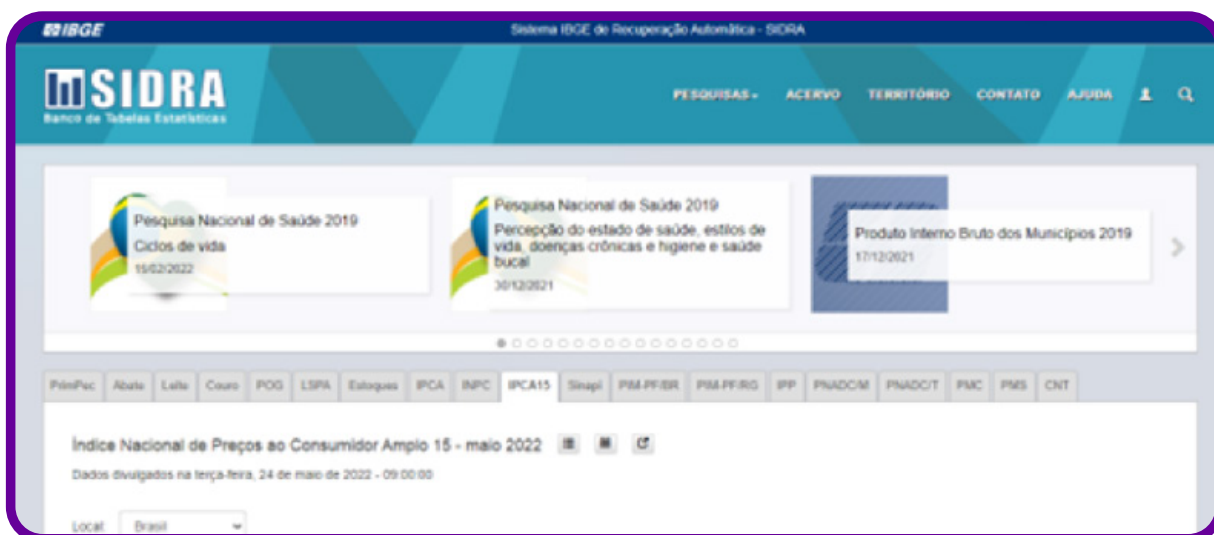 IBGE
Sistema IBGE de Recuperação Automática - SIDRA
SIDRA
Banco de Tabelas Estatísticas
PESQUISAS
ACERVO
TERRITÓRIO
CONTATO
AJUDA
Pesquisa Nacional de Saúde 2019
Ciclos de vida
15/02/2022
Pesquisa Nacional de Saúde 2019
Percepção do estado de saúde, estilos de
vida, doenças crônicas e higiene e saúde
bucal
30/12/2021
Produto Interno Bruto dos Municípios 2019
17/12/2021
PrimPec Abate Leite Couro POG LSPA Estoques IPCA INPC IPCA15 Sinapi PIM-PF/BR PIM-PF/RG IPP PNADC/M PNADC/T PMC PMS CNT
Índice Nacional de Preços ao Consumidor Amplo 15 - maio 2022
Dados divulgados na terça-feira, 24 de maio de 2022 - 09:00:00
Local: Brasil